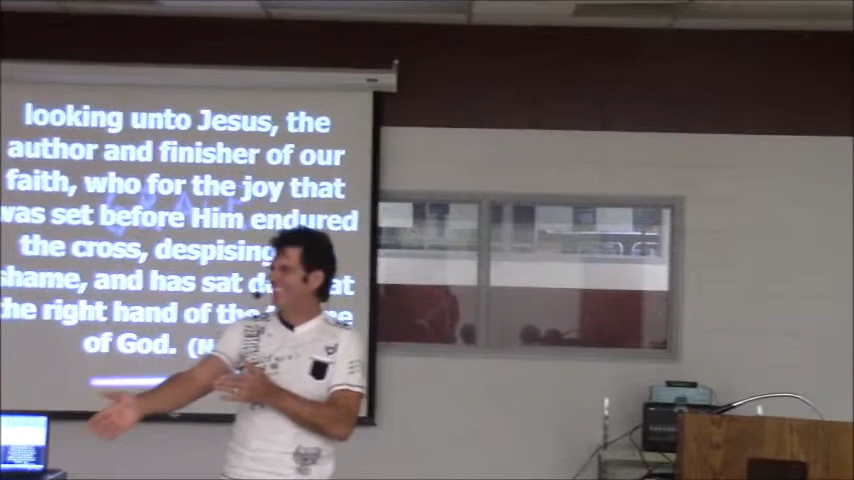 looking unto Jesus, the
author and finisher of our
faith, who for the joy that
was set before Him endured
the cross, despising
shame, and has sat
the right hand of the
of God. (N